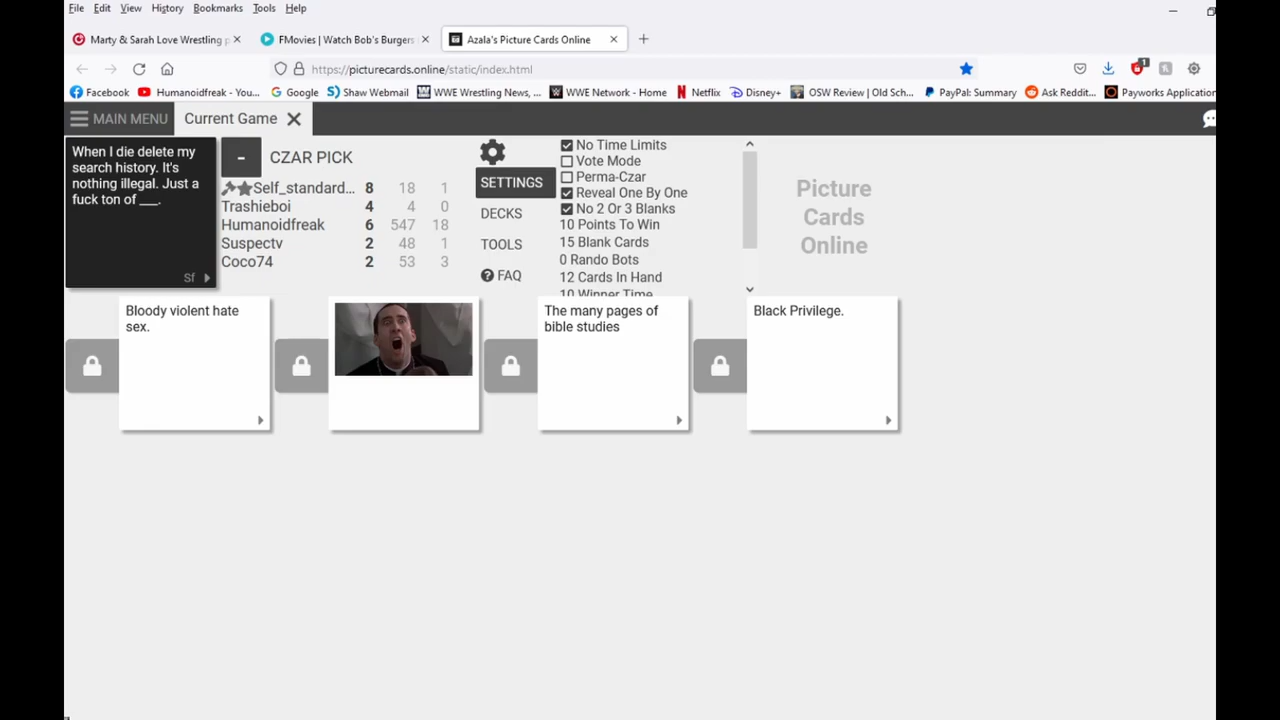 File Edit View History Bookmarks Tools Help
Marty & Sarah Love Wrestling p
FMovies | Watch Bob's Burgers
Azala's Picture Cards Online
https://picturecards.online/static/index.html
1
Facebook Humanoidfreak - You... Google Shaw Webmail WWE Wrestling News, ... WWE Network - Home Netflix Disney+ OSW Review | Old Sch... PayPal: Summary Ask Reddit... Payworks Application
MAIN MENU Current Game
When I die delete my
search history. It's
nothing illegal. Just a
fuck ton of ___.
Sf
- CZAR PICK
Self_standard... 8 18 1
Trashieboi 4 4 0
Humanoidfreak 6 547 18
Suspectv 2 48 1
Coco74 2 53 3
SETTINGS
DECKS
TOOLS
FAQ
No Time Limits
Vote Mode
Perma-Czar
Reveal One By One
No 2 Or 3 Blanks
10 Points To Win
15 Blank Cards
0 Rando Bots
12 Cards In Hand
10 Winner Time
Picture
Cards
Online
Bloody violent hate
sex.
The many pages of
bible studies
Black Privilege.